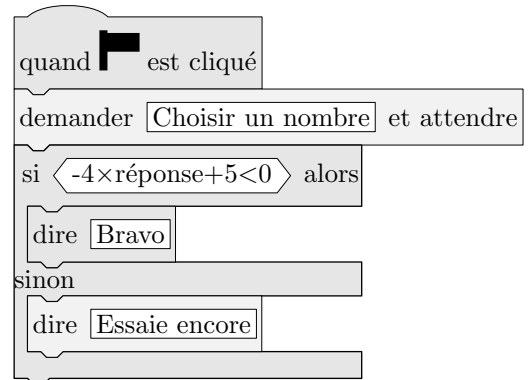 quand est cliqué
demander Choisir un nombre et attendre
si -4×réponse+5<0 alors
dire Bravo
sinon
dire Essaie encore